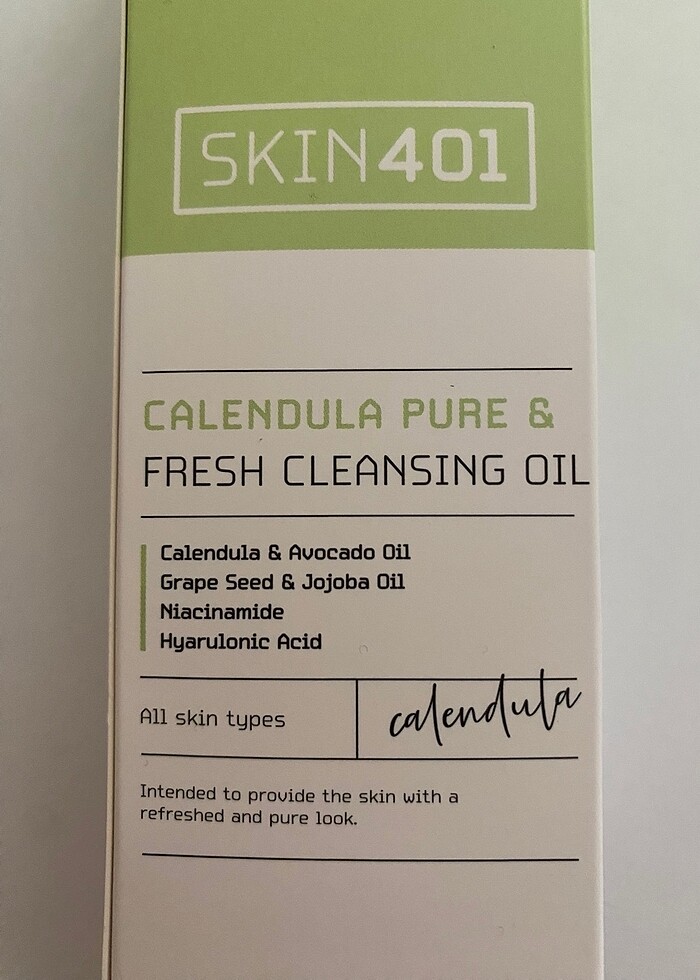 SKIN401
CALENDULA PURE &
FRESH CLEANSING OIL
Calendula & Avocado Oil
Grape Seed & Jojoba Oil
Niacinamide
Hyarulonic Acid
All skin types
calendula
Intended to provide the skin with a
refreshed and pure look.